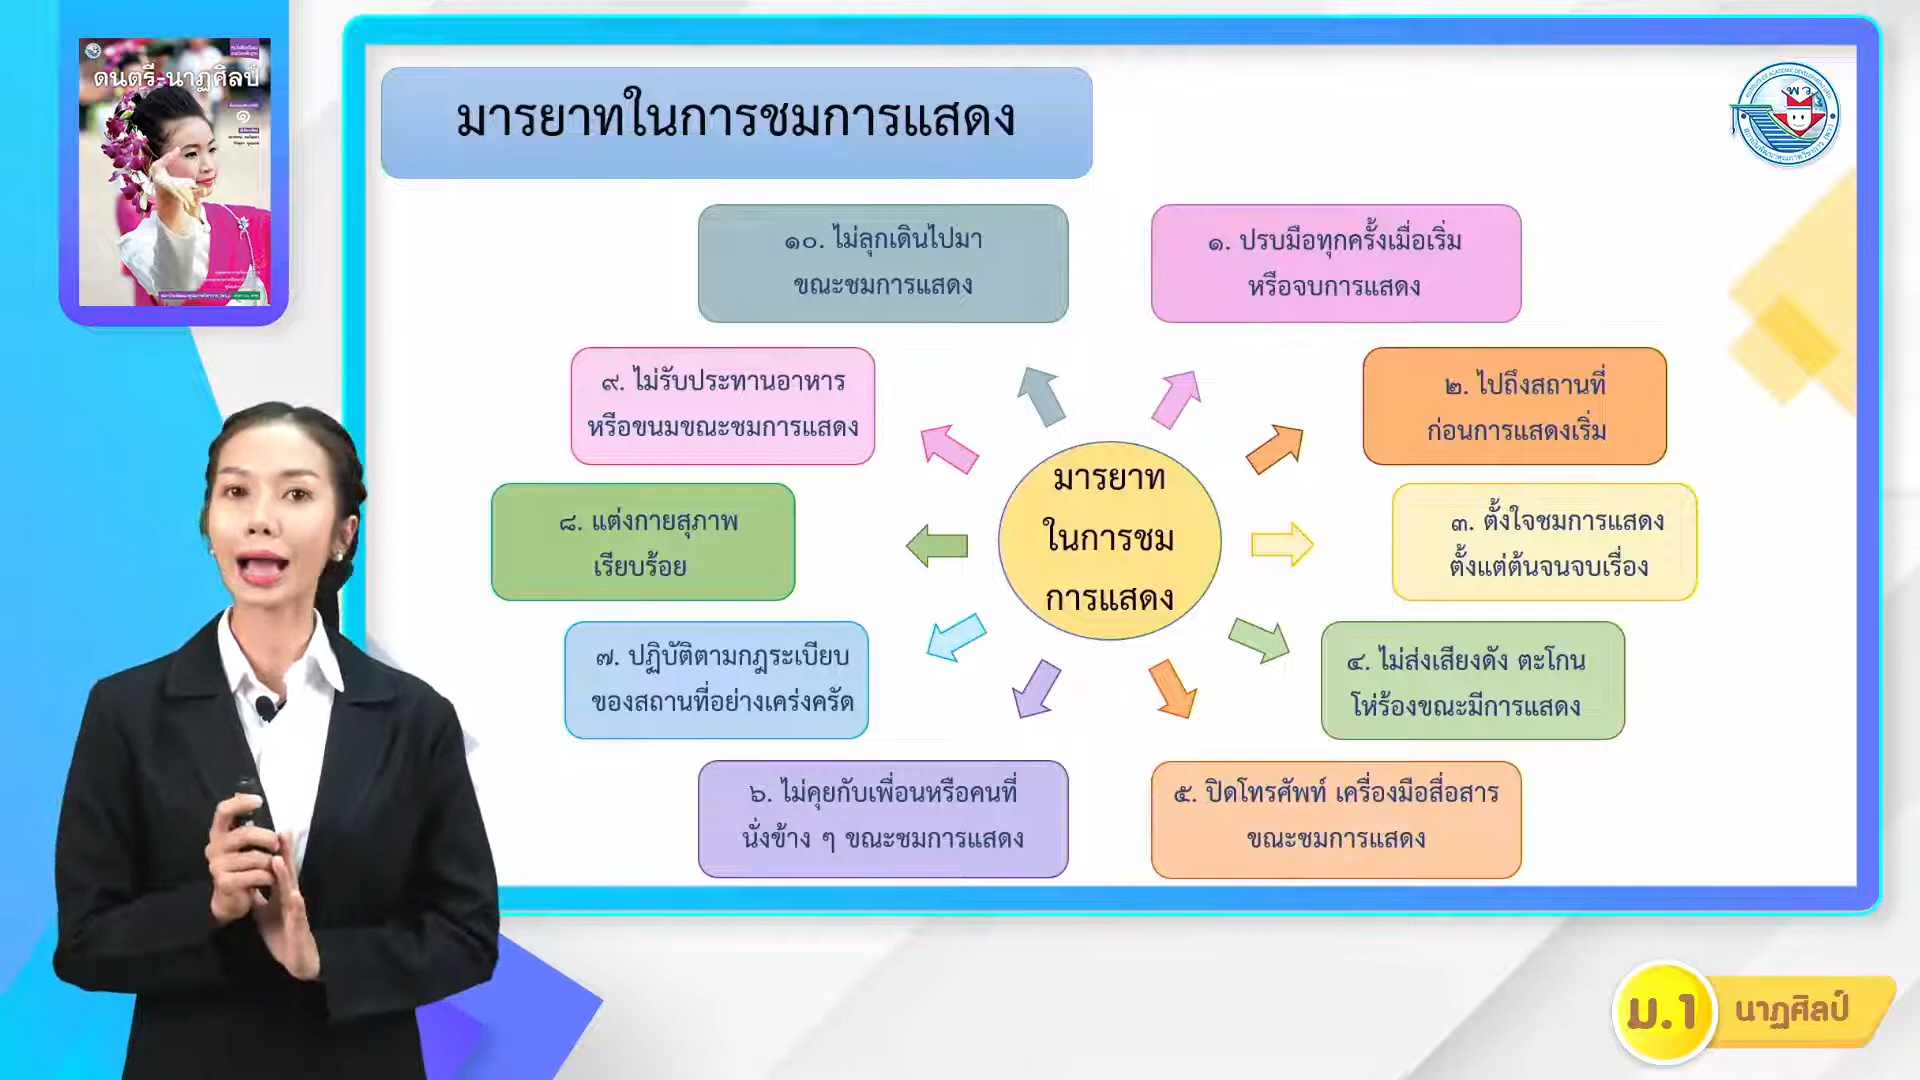 ดนตรี-นาฏศิลป์
๑
มารยาทในการชมการแสดง
พว
๑. ปรบมือทุกครั้งเมื่อเริ่ม
หรือจบการแสดง
๒. ไปถึงสถานที่
ก่อนการแสดงเริ่ม
๓. ตั้งใจชมการแสดง
ตั้งแต่ต้นจนจบเรื่อง
๔. ไม่ส่งเสียงดัง ตะโกน
โห่ร้องขณะมีการแสดง
๕. ปิดโทรศัพท์ เครื่องมือสื่อสาร
ขณะชมการแสดง
๖. ไม่คุยกับเพื่อนหรือคนที่
นั่งข้าง ๆ ขณะชมการแสดง
๗. ปฏิบัติตามกฎระเบียบ
ของสถานที่อย่างเคร่งครัด
๘. แต่งกายสุภาพ
เรียบร้อย
๙. ไม่รับประทานอาหาร
หรือขนมขณะชมการแสดง
๑๐. ไม่ลุกเดินไปมา
ขณะชมการแสดง
มารยาท
ในการชม
การแสดง
ม.1
นาฏศิลป์